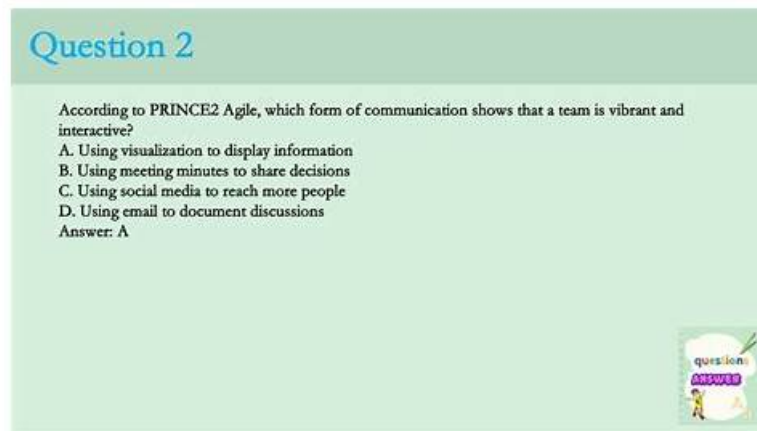 Question 2
According to PRINCE2 Agile, which form of communication shows that a team is vibrant and
interactive?
A. Using visualization to display information
B. Using meeting minutes to share decisions
C. Using social media to reach more people
D. Using email to document discussions
Answer: A
questions
ANSWER